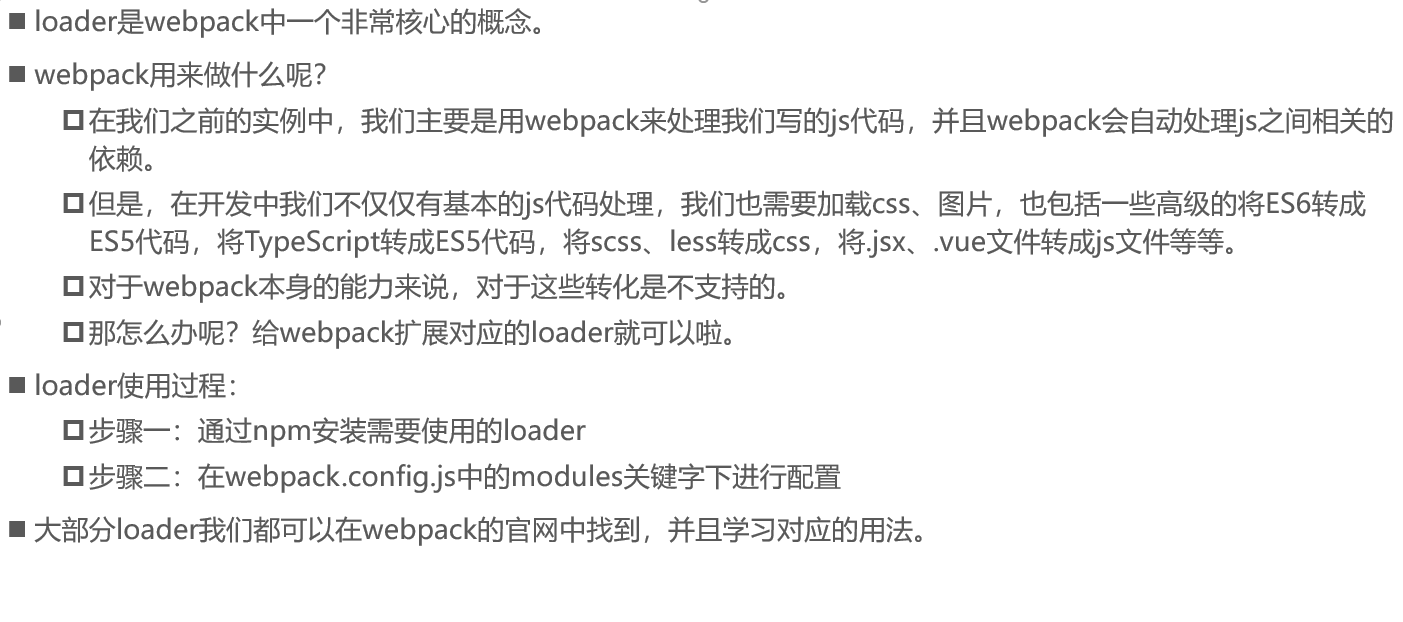 ■ loader是webpack中一个非常核心的概念。
■ webpack用来做什么呢？
在我们之前的实例中，我们主要是用webpack来处理我们写的js代码，并且webpack会自动处理js之间相关的
依赖。
但是，在开发中我们不仅仅有基本的js代码处理，我们也需要加载css、图片，也包括一些高级的将ES6转成
ES5代码，将TypeScript转成ES5代码，将scss、less转成css，将.jsx、.vue文件转成js文件等等。
对于webpack本身的能力来说，对于这些转化是不支持的。
那怎么办呢？给webpack扩展对应的loader就可以啦。
■ loader使用过程：
步骤一：通过npm安装需要使用的loader
步骤二：在webpack.config.js中的modules关键字下进行配置
■ 大部分loader我们都可以在webpack的官网中找到，并且学习对应的用法。